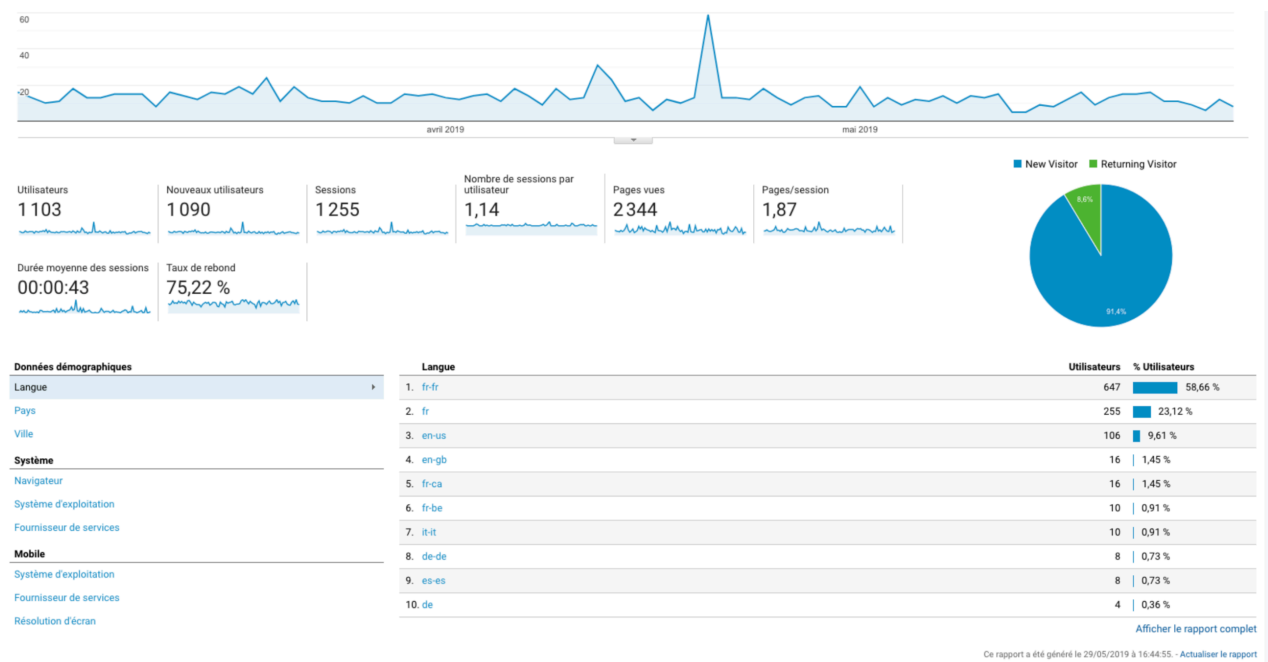 60
40
20
avril 2019
mai 2019
New Visitor Returning Visitor
Utilisateurs
1 103
Nouveaux utilisateurs
1 090
Sessions
1 255
Nombre de sessions par
utilisateur
1,14
Pages vues
2 344
Pages/session
1,87
8,6%
91,4%
Durée moyenne des sessions
00:00:43
Taux de rebond
75,22 %
Données démographiques
Langue
Pays
Ville
Système
Navigateur
Système d'exploitation
Fournisseur de services
Mobile
Système d'exploitation
Fournisseur de services
Résolution d'écran
Langue Utilisateurs % Utilisateurs
1. fr-fr 647 58,66 %
2. fr 255 23,12 %
3. en-us 106 9,61 %
4. en-gb 16 1,45 %
5. fr-ca 16 1,45 %
6. fr-be 10 0,91 %
7. it-it 10 0,91 %
8. de-de 8 0,73 %
9. es-es 8 0,73 %
10. de 4 0,36 %
Afficher le rapport complet
Ce rapport a été généré le 29/05/2019 à 16:44:55. - Actualiser le rapport